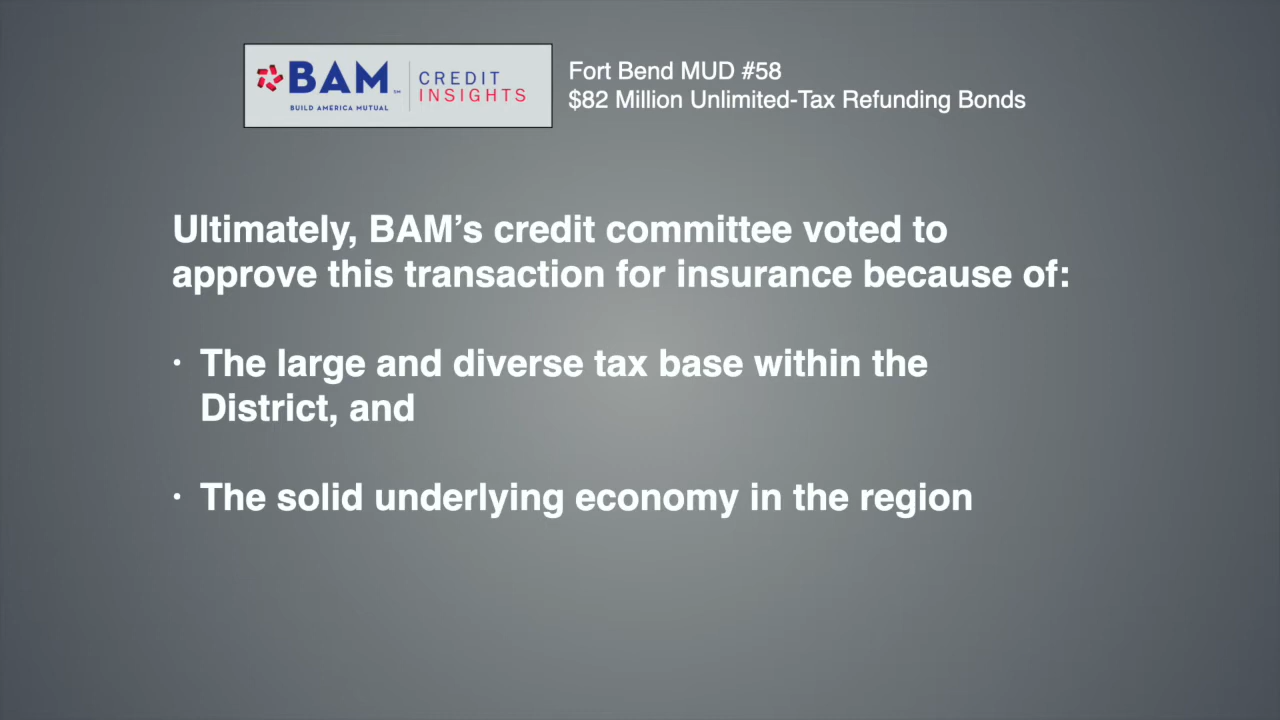 BAM
SM
BUILD AMERICA MUTUAL
CREDIT
INSIGHTS
Fort Bend MUD #58
$82 Million Unlimited-Tax Refunding Bonds
Ultimately, BAM’s credit committee voted to
approve this transaction for insurance because of:
· The large and diverse tax base within the
District, and
· The solid underlying economy in the region